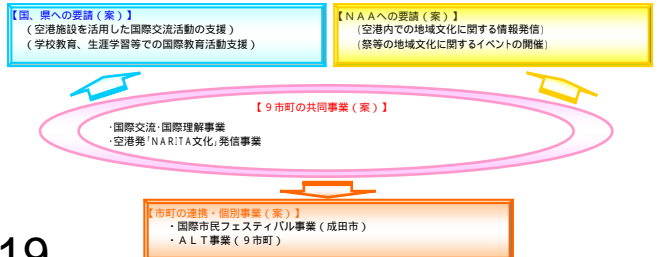 【国、県への要請(案)】
(空港施設を活用した国際交流活動の支援)
(学校教育、生涯学習等での国際教育活動支援)
【NAAへの要請(案)】
(空港内での地域文化に関する情報発信)
(祭等の地域文化に関するイベントの開催)
【9市町の共同事業(案)】
・国際交流・国際理解事業
・空港発「NARITA文化」発信事業
【市町の連携・個別事業(案)】
・国際市民フェスティバル事業(成田市)
・ALT事業(9市町)
19